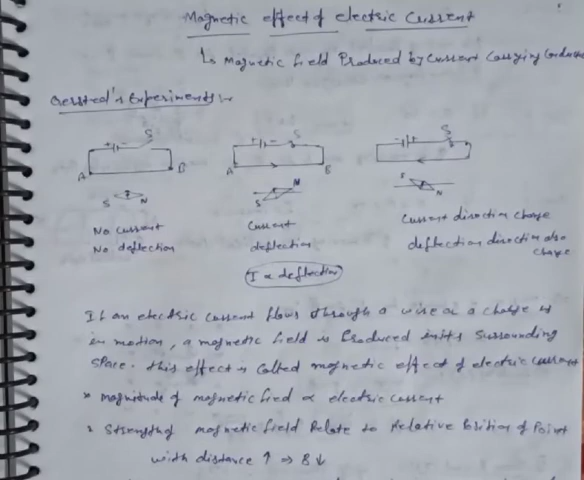 Magnetic effect of electric Current
↳ Magnetic field Produced by Current Carrying Conductor
Oersted's Experiments :-
S
+ -
A B
S N
No current
No deflection
S
+ -
A B
N
S
Current
deflection
S
- +
S
N
Current direction change
deflection direction also
change
I ∝ deflection
If an electric current flows through a wire or a charge is
in motion, a magnetic field is Produced in its Surrounding
Space. this effect is Called magnetic effect of electric current
* magnitude of magnetic fied ∝ electric current
* Strength of magnetic field Relate to Relative Position of Point
with distance ↑ ⇒ B↓